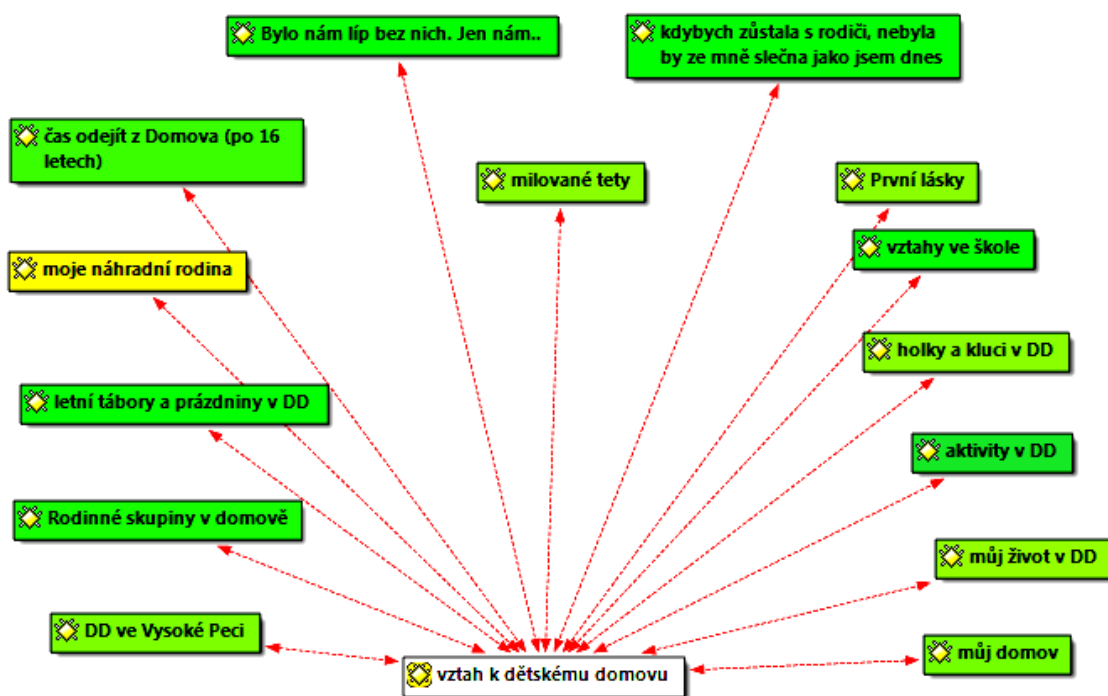 Bylo nám líp bez nich. Jen nám..
kdybych zůstala s rodiči, nebyla
by ze mně slečna jako jsem dnes
čas odejít z Domova (po 16
letech)
milované tety
První lásky
vztahy ve škole
moje náhradní rodina
holky a kluci v DD
letní tábory a prázdniny v DD
aktivity v DD
Rodinné skupiny v domově
můj život v DD
DD ve Vysoké Peci
můj domov
vztah k dětskému domovu